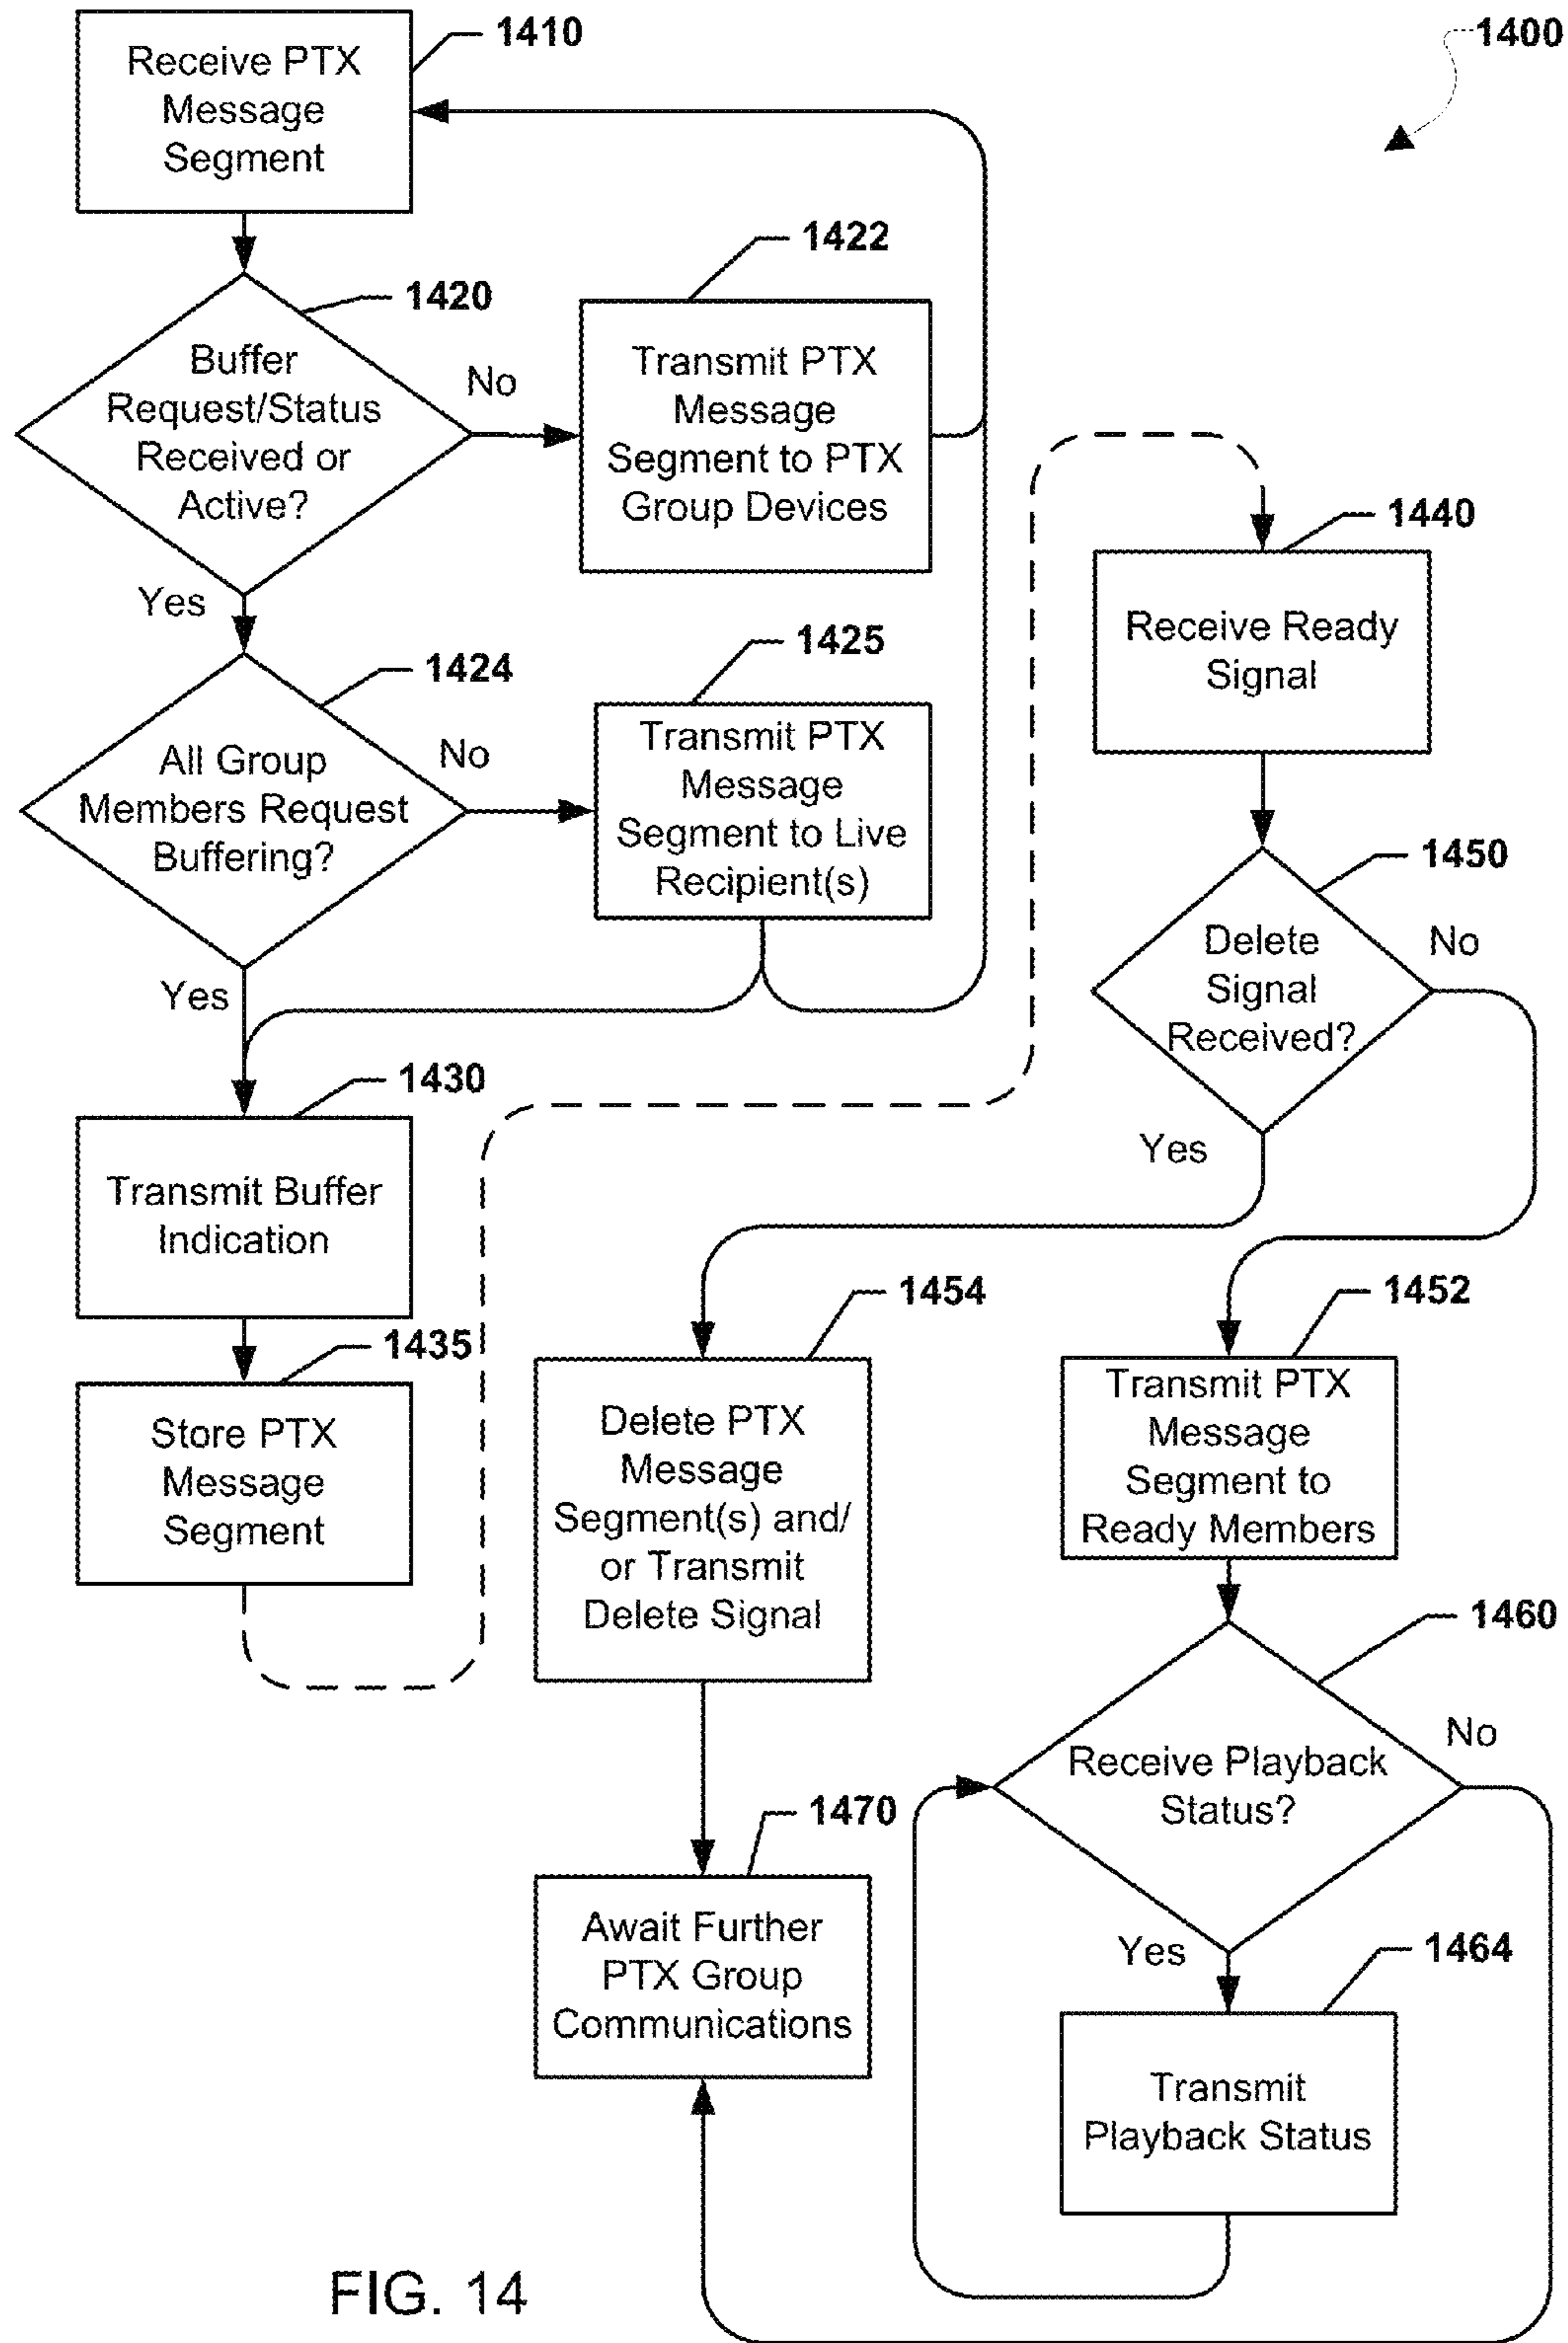 1400
1410
Receive PTX
Message
Segment
1420
Buffer
Request/Status
Received or
Active?
No
Yes
1422
Transmit PTX
Message
Segment to PTX
Group Devices
1424
All Group
Members Request
Buffering?
No
Yes
1425
Transmit PTX
Message
Segment to Live
Recipient(s)
1430
Transmit Buffer
Indication
1435
Store PTX
Message
Segment
1440
Receive Ready
Signal
1450
Delete
Signal
Received?
No
Yes
1454
Delete PTX
Message
Segment(s) and/
or Transmit
Delete Signal
1452
Transmit PTX
Message
Segment to
Ready Members
1460
Receive Playback
Status?
No
Yes
1464
Transmit
Playback Status
1470
Await Further
PTX Group
Communications
FIG. 14